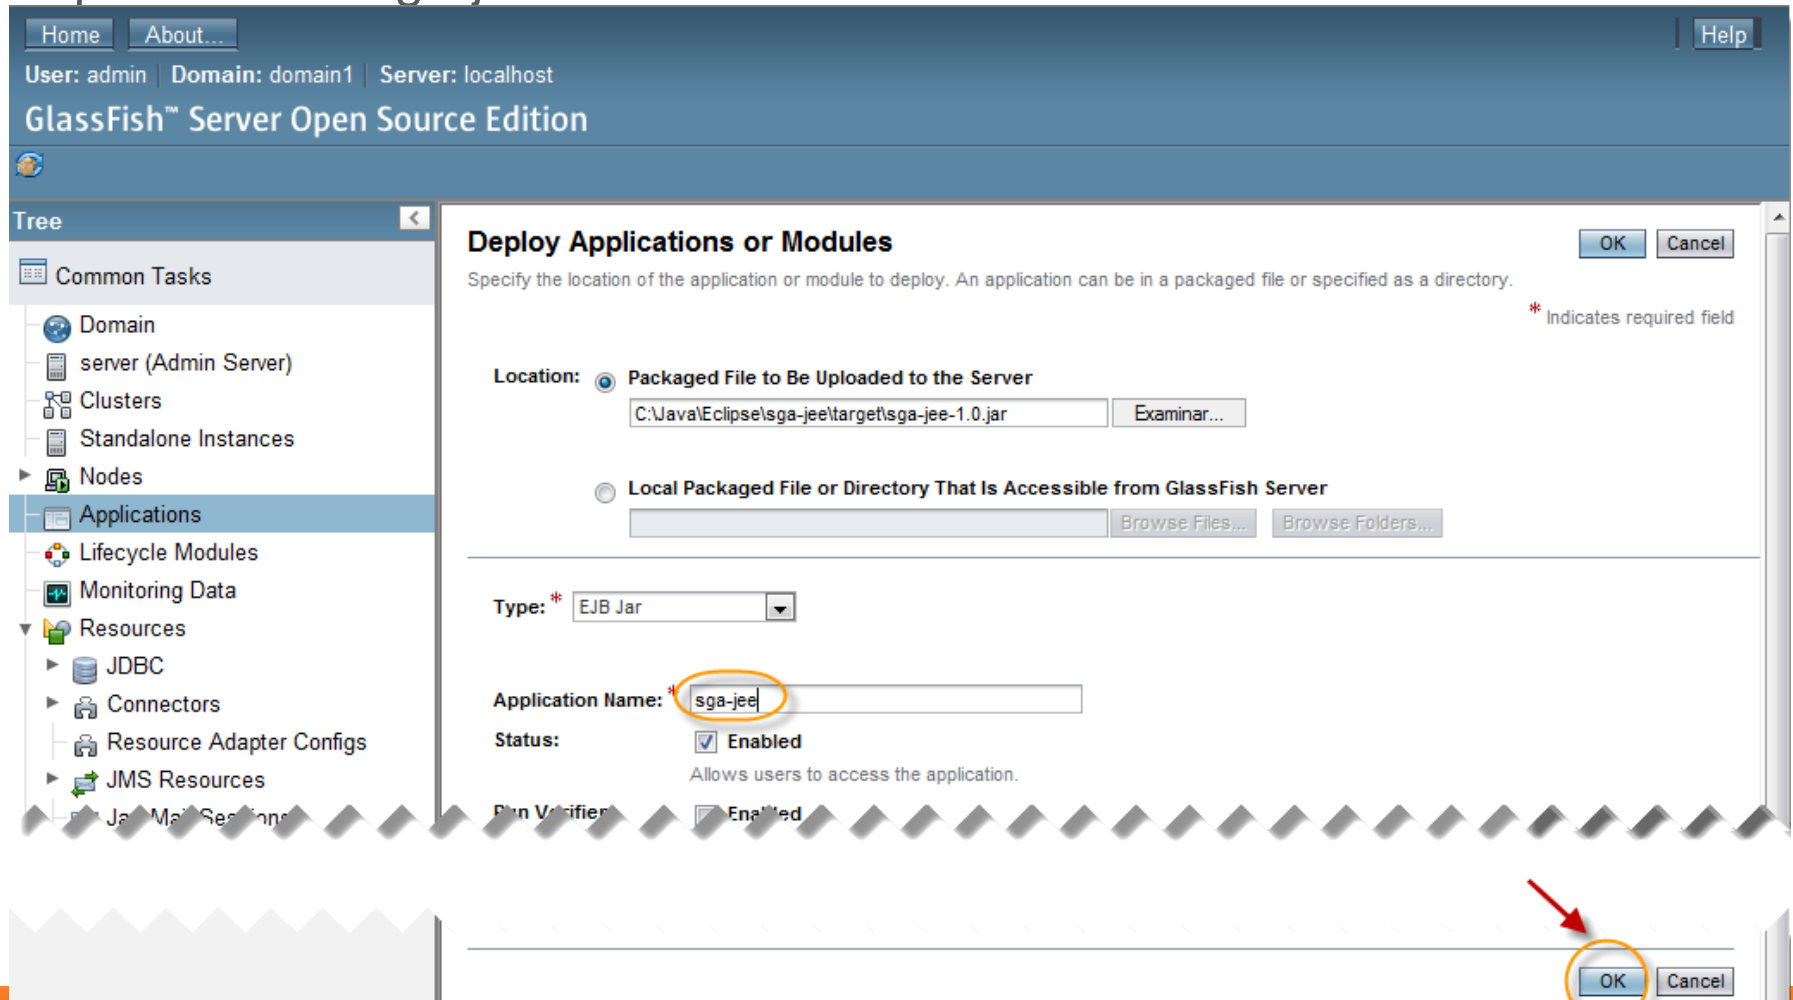 Home About... Help
User: admin Domain: domain1 Server: localhost
GlassFish™ Server Open Source Edition
Tree
Common Tasks
Domain
server (Admin Server)
Clusters
Standalone Instances
Nodes
Applications
Lifecycle Modules
Monitoring Data
Resources
JDBC
Connectors
Resource Adapter Configs
JMS Resources
Deploy Applications or Modules
OK Cancel
Specify the location of the application or module to deploy. An application can be in a packaged file or specified as a directory.
* Indicates required field
Location: Packaged File to Be Uploaded to the Server
C:\Java\Eclipse\sga-jee\target\sga-jee-1.0.jar Examinar...
Local Packaged File or Directory That Is Accessible from GlassFish Server
Browse Files... Browse Folders...
Type: * EJB Jar
Application Name: * sga-jee
Status: Enabled
Allows users to access the application.
Enabled
OK Cancel